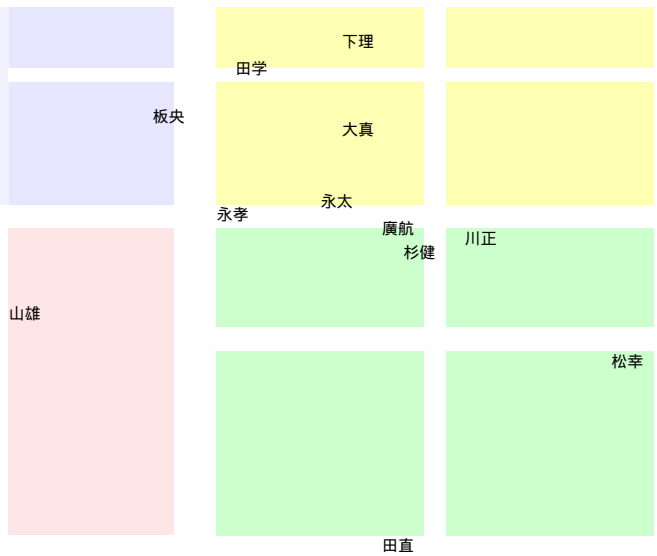 下理
田学
板央
大真
永太
永孝
廣航
川正
杉健
山雄
松幸
田直